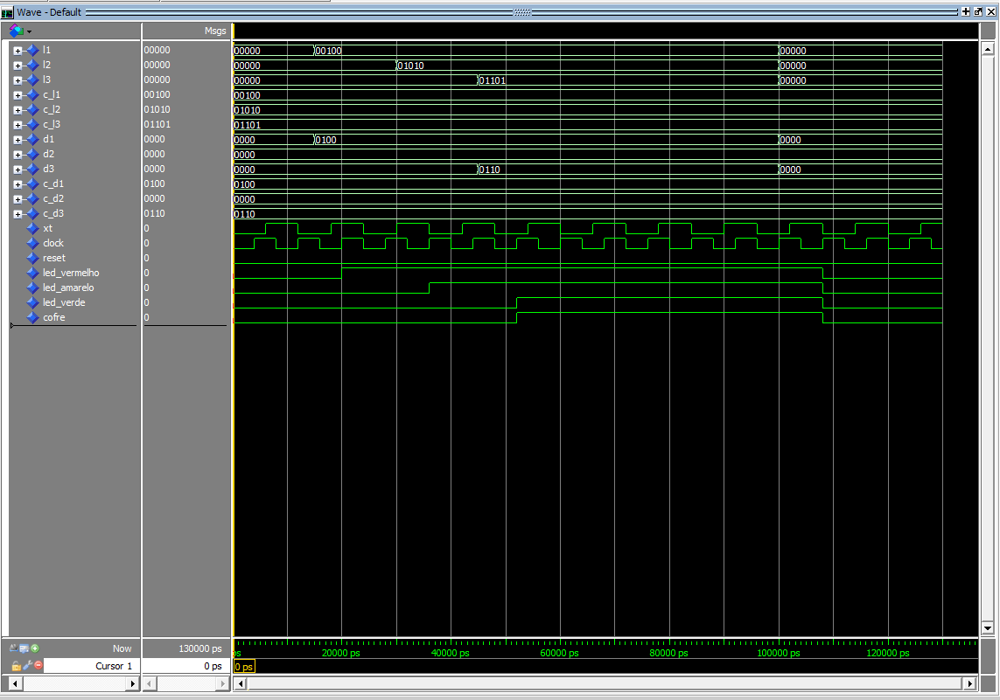 Wave - Default
Msgs
l1 00000 00000 00100 00000
l2 00000 00000 01010 00000
l3 00000 00000 01101 00000
c_l1 00100 00100
c_l2 01010 01010
c_l3 01101 01101
d1 0000 0000 0100 0000
d2 0000 0000
d3 0000 0000 0110 0000
c_d1 0100 0100
c_d2 0000 0000
c_d3 0110 0110
xt 0
clock 0
reset 0
led_vermelho 0
led_amarelo 0
led_verde 0
cofre 0
Now 130000 ps ps 20000 ps 40000 ps 60000 ps 80000 ps 100000 ps 120000 ps
Cursor 1 0 ps 0 ps